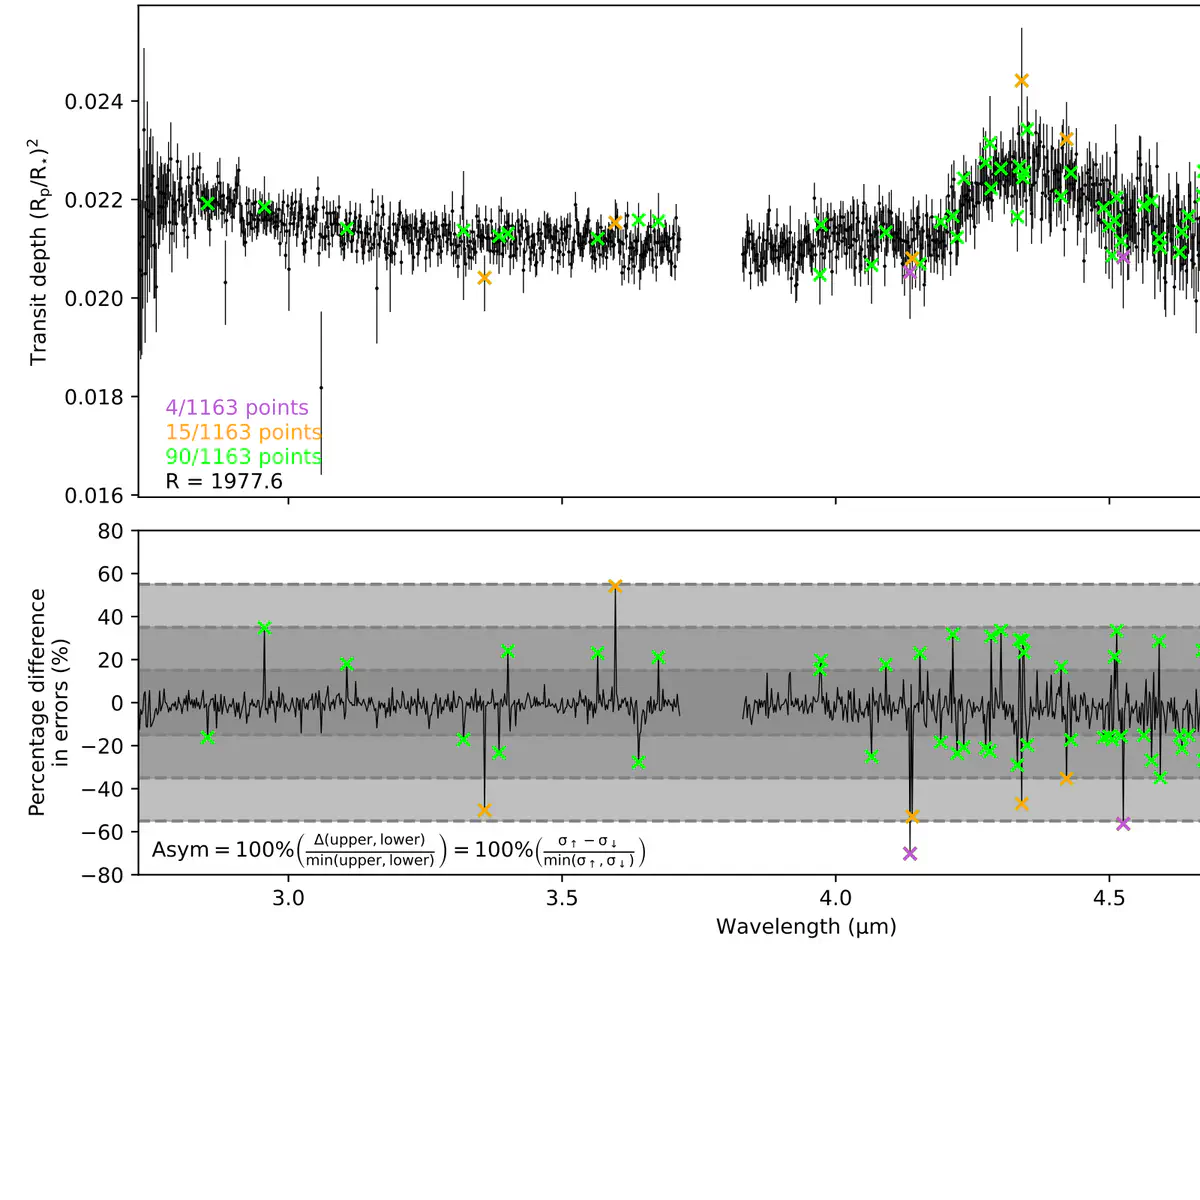 0.024
0.022
0.020
0.018
0.016
Transit depth (Rp/R⋆)²
4/1163 points
15/1163 points
90/1163 points
R = 1977.6
80
60
40
20
0
−20
−40
−60
−80
Percentage difference
in errors (%)
Asym = 100%(Δ(upper, lower)/min(upper, lower)) = 100%(σ↑ − σ↓/min(σ↑, σ↓))
3.0 3.5 4.0 4.5
Wavelength (μm)